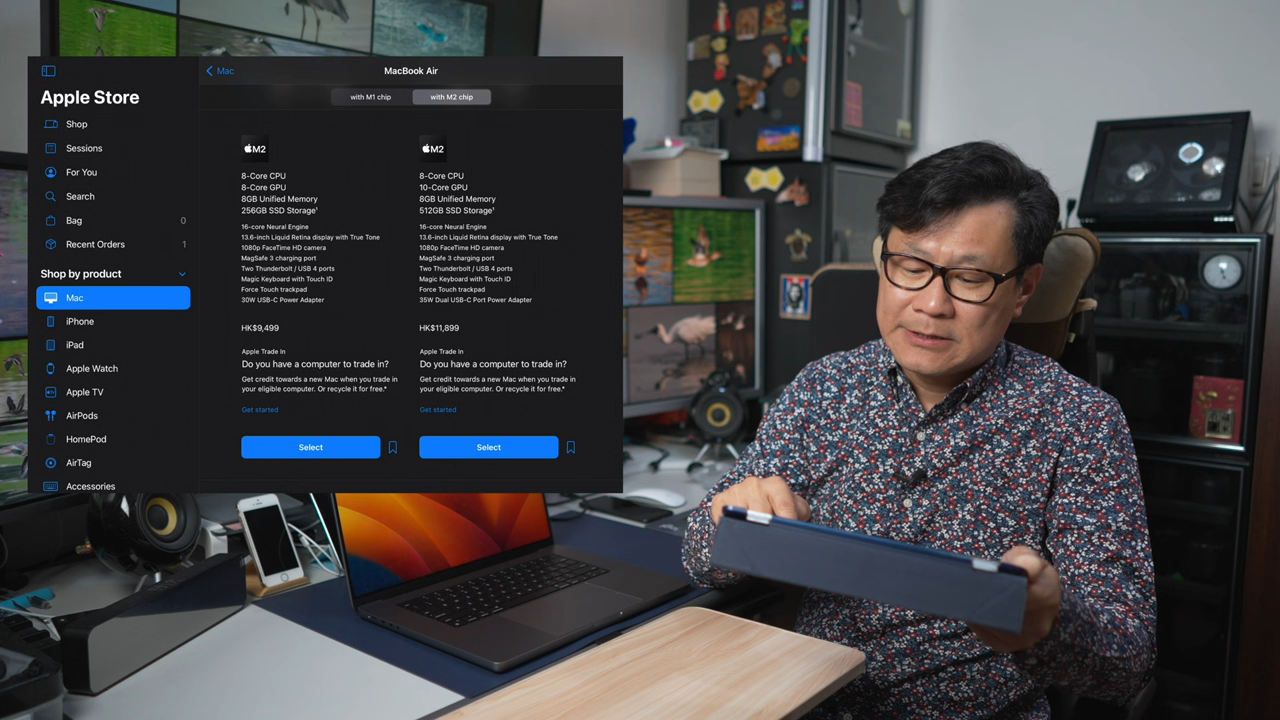 Mac
MacBook Air
Apple Store
with M1 chip
with M2 chip
Shop
Sessions
For You
Search
Bag
0
Recent Orders
1
Shop by product
Mac
iPhone
iPad
Apple Watch
Apple TV
AirPods
HomePod
AirTag
Accessories
M2
8-Core CPU
8-Core GPU
8GB Unified Memory
256GB SSD Storage¹
16-core Neural Engine
13.6-inch Liquid Retina display with True Tone
1080p FaceTime HD camera
MagSafe 3 charging port
Two Thunderbolt / USB 4 ports
Magic Keyboard with Touch ID
Force Touch trackpad
30W USB-C Power Adapter
HK$9,499
Apple Trade In
Do you have a computer to trade in?
Get credit towards a new Mac when you trade in
your eligible computer. Or recycle it for free.*
Get started
Select
M2
8-Core CPU
10-Core GPU
8GB Unified Memory
512GB SSD Storage¹
16-core Neural Engine
13.6-inch Liquid Retina display with True Tone
1080p FaceTime HD camera
MagSafe 3 charging port
Two Thunderbolt / USB 4 ports
Magic Keyboard with Touch ID
Force Touch trackpad
35W Dual USB-C Port Power Adapter
HK$11,899
Apple Trade In
Do you have a computer to trade in?
Get credit towards a new Mac when you trade in
your eligible computer. Or recycle it for free.*
Get started
Select